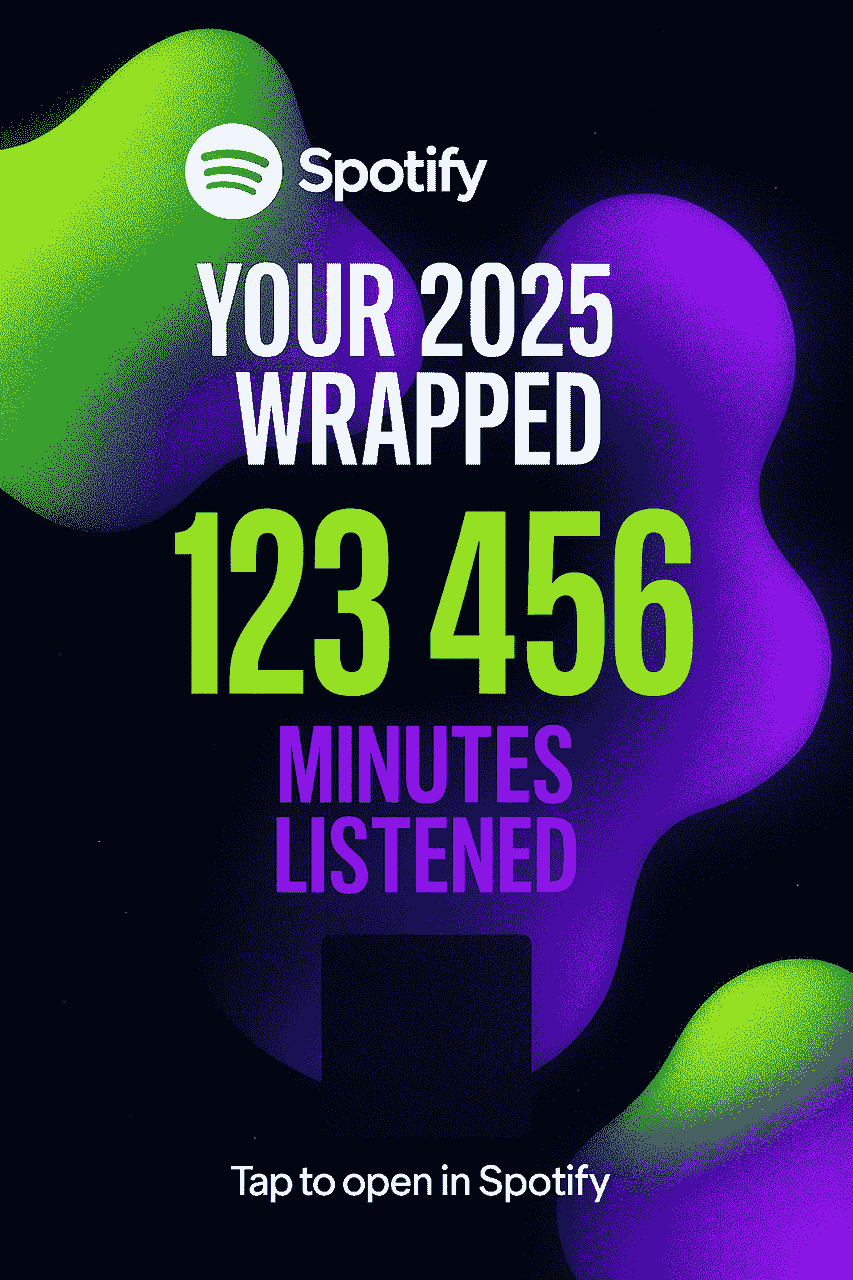 Spotify
YOUR 2025
WRAPPED
123 456
MINUTES
LISTENED
Tap to open in Spotify